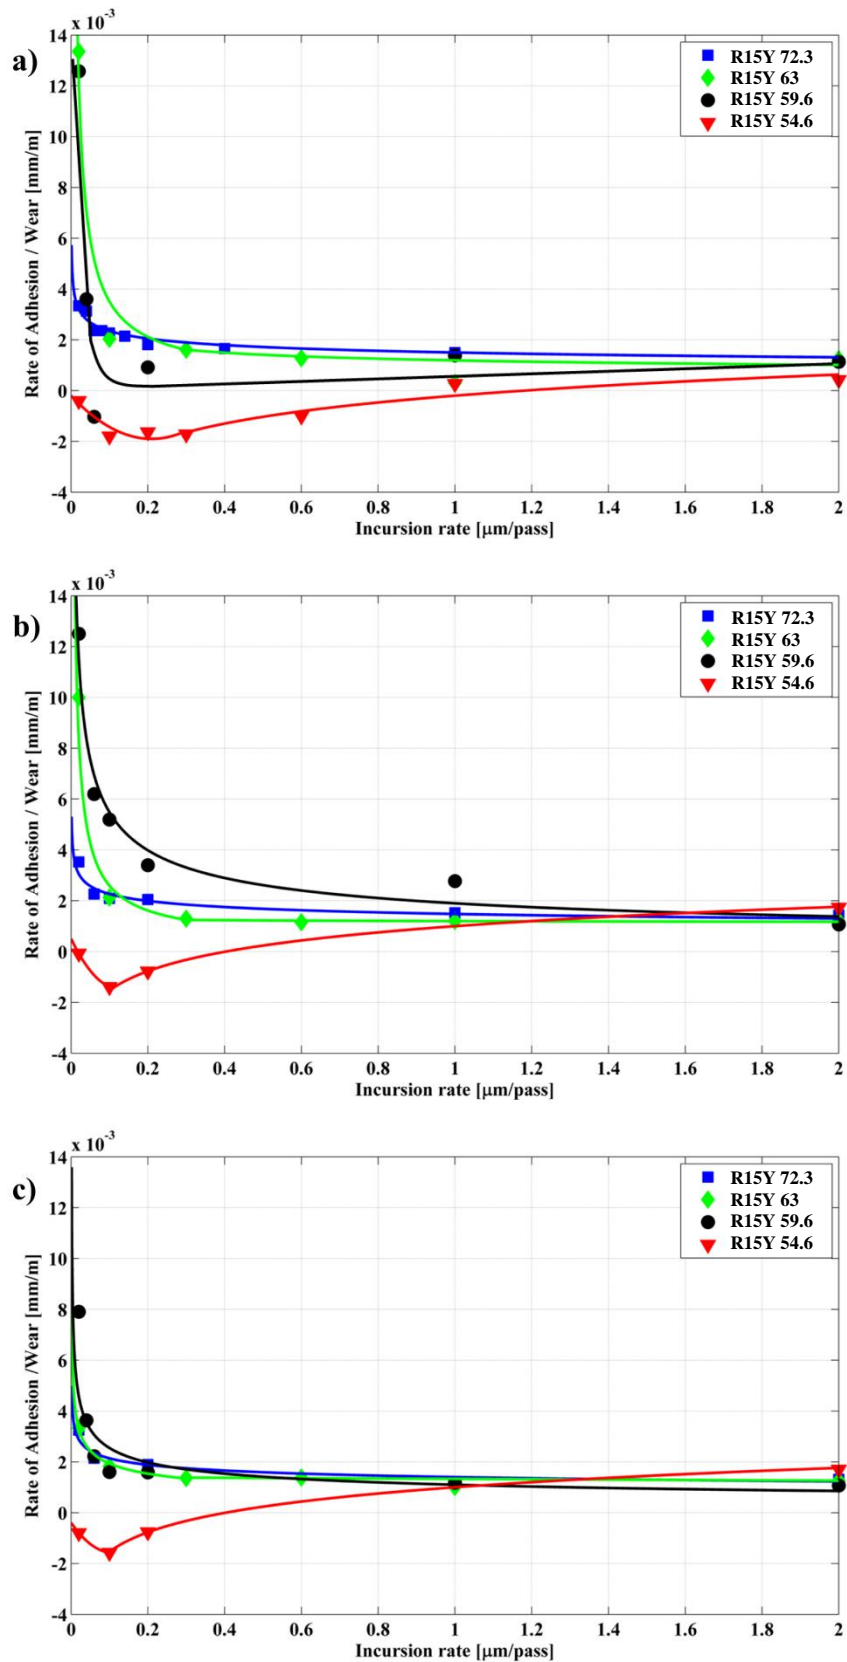 a)
x 10-3
14
12
10
8
6
4
2
0
-2
-4
Rate of Adhesion / Wear [mm/m]
R15Y 72.3
R15Y 63
R15Y 59.6
R15Y 54.6
0 0.2 0.4 0.6 0.8 1 1.2 1.4 1.6 1.8 2
Incursion rate [μm/pass]
b)
x 10-3
14
12
10
8
6
4
2
0
-2
-4
Rate of Adhesion / Wear [mm/m]
R15Y 72.3
R15Y 63
R15Y 59.6
R15Y 54.6
0 0.2 0.4 0.6 0.8 1 1.2 1.4 1.6 1.8 2
Incursion rate [μm/pass]
c)
x 10-3
14
12
10
8
6
4
2
0
-2
-4
Rate of Adhesion /Wear [mm/m]
R15Y 72.3
R15Y 63
R15Y 59.6
R15Y 54.6
0 0.2 0.4 0.6 0.8 1 1.2 1.4 1.6 1.8 2
Incursion rate [μm/pass]